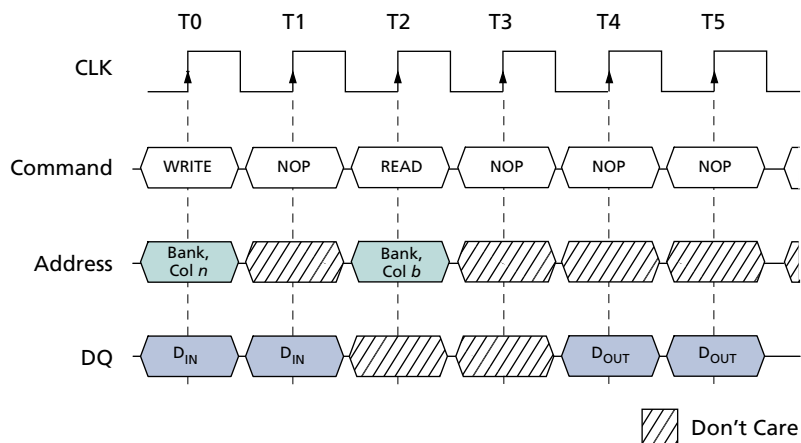 T0 T1 T2 T3 T4 T5
CLK
Command WRITE NOP READ NOP NOP NOP
Address Bank, Col n Bank, Col b
DQ DIN DIN DOUT DOUT
Don't Care